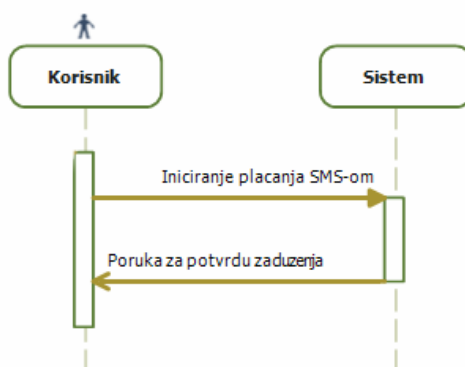 Korisnik
Sistem
Iniciranje placanja SMS-om
Poruka za potvrdu zaduzenja